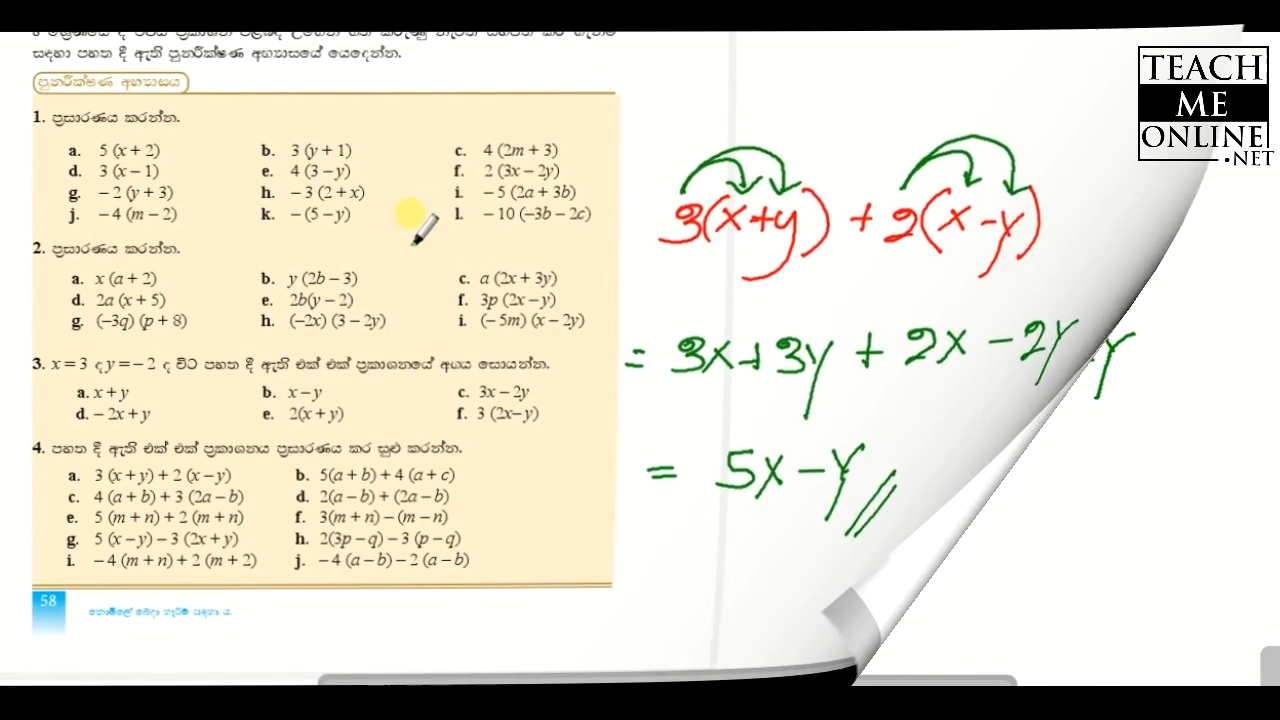 සඳහා පහත දී ඇති පුනරීක්ෂණ අභ්‍යාසයේ යෙදෙන්න.
පුනරීක්ෂණ අභ්‍යාසය
1. ප්‍රසාරණය කරන්න.
a. 5 (x + 2) b. 3 (y + 1) c. 4 (2m + 3)
d. 3 (x – 1) e. 4 (3 – y) f. 2 (3x – 2y)
g. – 2 (y + 3) h. – 3 (2 + x) i. – 5 (2a + 3b)
j. – 4 (m – 2) k. – (5 – y) l. – 10 (–3b – 2c)
2. ප්‍රසාරණය කරන්න.
a. x (a + 2) b. y (2b – 3) c. a (2x + 3y)
d. 2a (x + 5) e. 2b(y – 2) f. 3p (2x – y)
g. (–3q) (p + 8) h. (–2x) (3 – 2y) i. (– 5m) (x – 2y)
3. x = 3 ද y = – 2 ද විට පහත දී ඇති එක් එක් ප්‍රකාශනයේ අගය සොයන්න.
a. x + y b. x – y c. 3x – 2y
d. – 2x + y e. 2(x + y) f. 3 (2x– y)
4. පහත දී ඇති එක් එක් ප්‍රකාශනය ප්‍රසාරණය කර සුළු කරන්න.
a. 3 (x + y) + 2 (x – y) b. 5(a + b) + 4 (a + c)
c. 4 (a + b) + 3 (2a – b) d. 2(a – b) + (2a – b)
e. 5 (m + n) + 2 (m + n) f. 3(m + n) – (m – n)
g. 5 (x – y) – 3 (2x + y) h. 2(3p – q) – 3 (p – q)
i. – 4 (m + n) + 2 (m + 2) j. – 4 (a – b) – 2 (a – b)
58
නොමිලේ බෙදා හැරීම සඳහා ය.
3(x+y) + 2(x-y)
= 3x+3y + 2x - 2y
y
= 5x - y
TEACH
ME
ONLINE
.NET